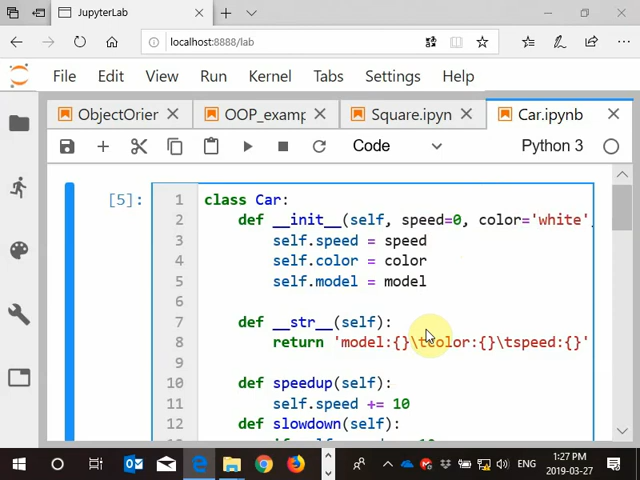 JupyterLab
localhost:8888/lab
File Edit View Run Kernel Tabs Settings Help
ObjectOrier OOP_examp Square.ipyn Car.ipynb
Code Python 3
[5]:
1 class Car:
2 def __init__(self, speed=0, color='white',
3 self.speed = speed
4 self.color = color
5 self.model = model
6
7 def __str__(self):
8 return 'model:{}\tcolor:{}\tspeed:{}'
9
10 def speedup(self):
11 self.speed += 10
12 def slowdown(self):
ENG 1:27 PM
2019-03-27